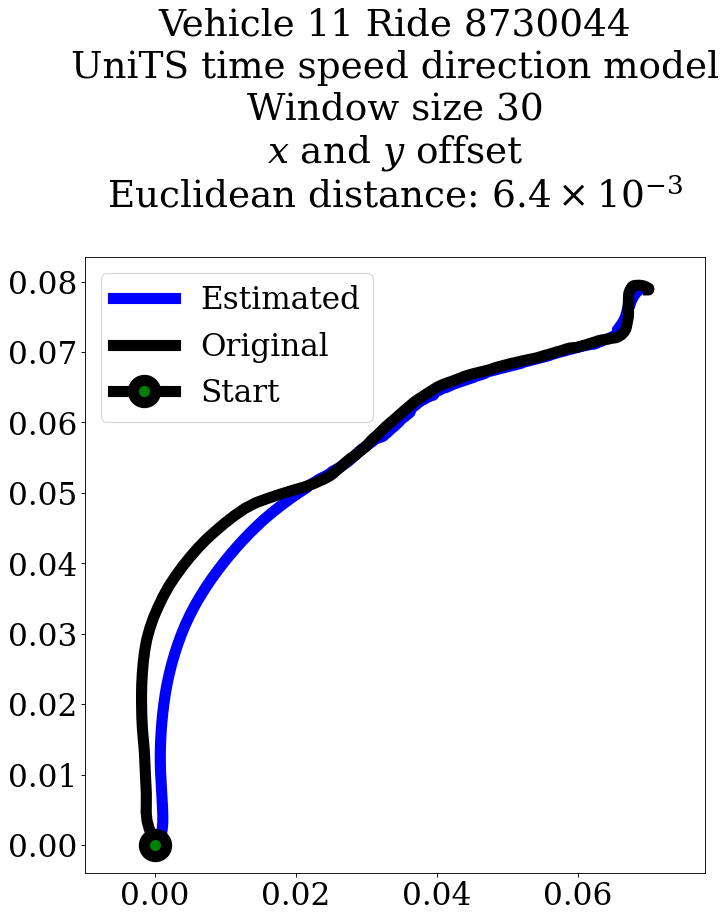 Vehicle 11 Ride 8730044
UniTS time speed direction model
Window size 30
x and y offset
Euclidean distance: 6.4 × 10⁻³
Estimated
Original
Start
0.08
0.07
0.06
0.05
0.04
0.03
0.02
0.01
0.00
0.00 0.02 0.04 0.06